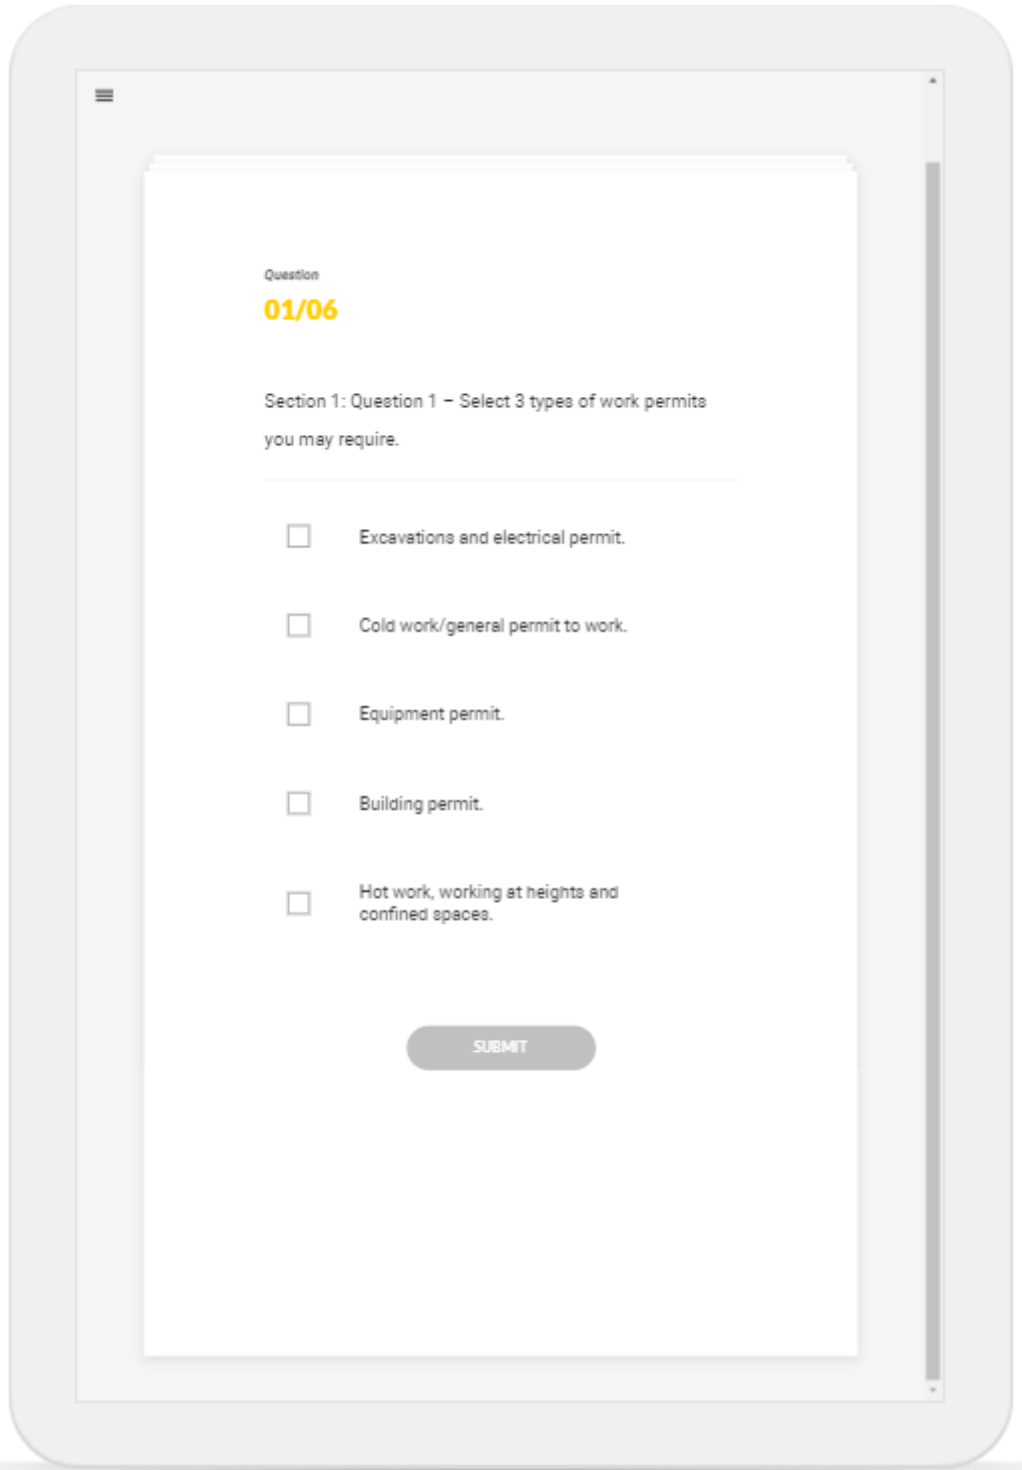 Question
01/06
Section 1: Question 1 – Select 3 types of work permits
you may require.
Excavations and electrical permit.
Cold work/general permit to work.
Equipment permit.
Building permit.
Hot work, working at heights and
confined spaces.
SUBMIT